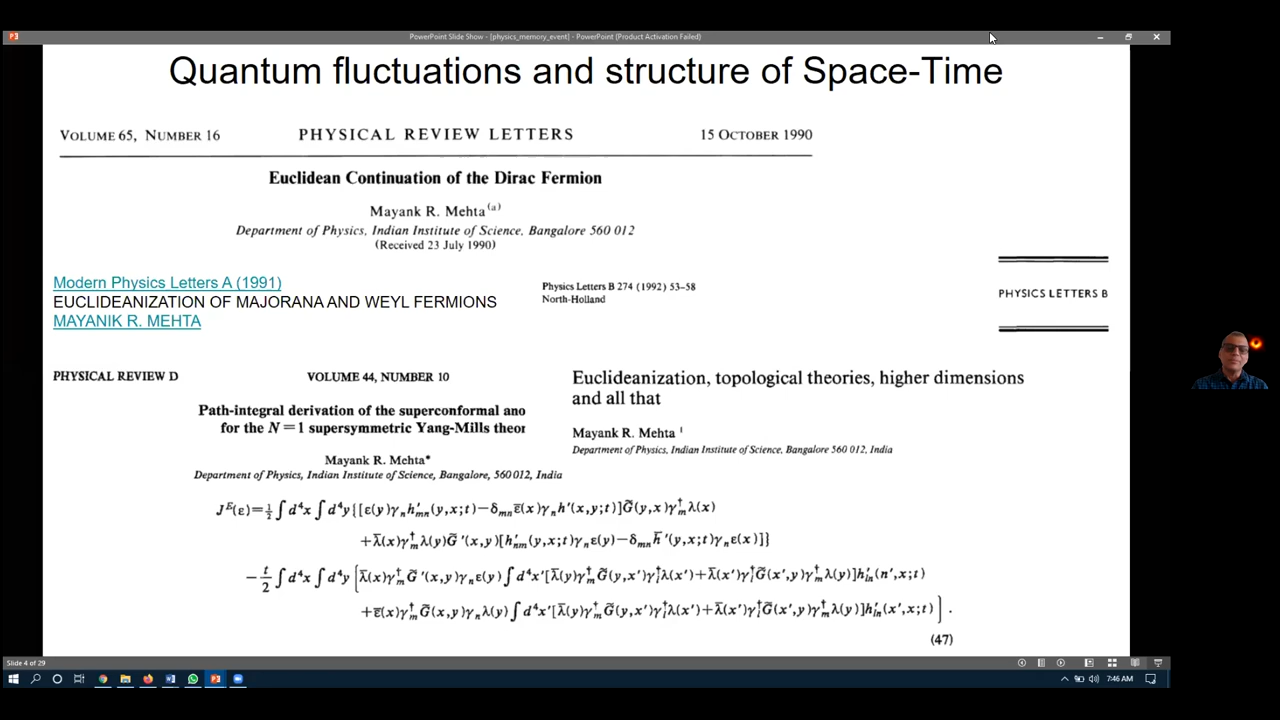 PowerPoint Slide Show - [physics_memory_event] - PowerPoint (Product Activation Failed)
Quantum fluctuations and structure of Space-Time
VOLUME 65, NUMBER 16 PHYSICAL REVIEW LETTERS 15 OCTOBER 1990
Euclidean Continuation of the Dirac Fermion
Mayank R. Mehta (a)
Department of Physics, Indian Institute of Science, Bangalore 560 012
(Received 23 July 1990)
Modern Physics Letters A (1991)
EUCLIDEANIZATION OF MAJORANA AND WEYL FERMIONS
MAYANIK R. MEHTA
Physics Letters B 274 (1992) 53-58
North-Holland
PHYSICS LETTERS B
PHYSICAL REVIEW D VOLUME 44, NUMBER 10
Path-integral derivation of the superconformal ano
for the N=1 supersymmetric Yang-Mills theor
Mayank R. Mehta*
Department of Physics, Indian Institute of Science, Bangalore, 560 012, India
Euclideanization, topological theories, higher dimensions
and all that
Mayank R. Mehta ¹
Department of Physics, Indian Institute of Science, Bangalore 560 012, India
(47)
Slide 4 of 29
7:46 AM